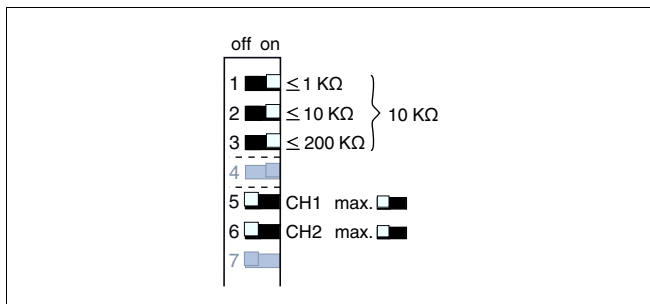 off on
1 ≤ 1 KΩ
2 ≤ 10 KΩ 10 KΩ
3 ≤ 200 KΩ
4
5 CH1 max.
6 CH2 max.
7